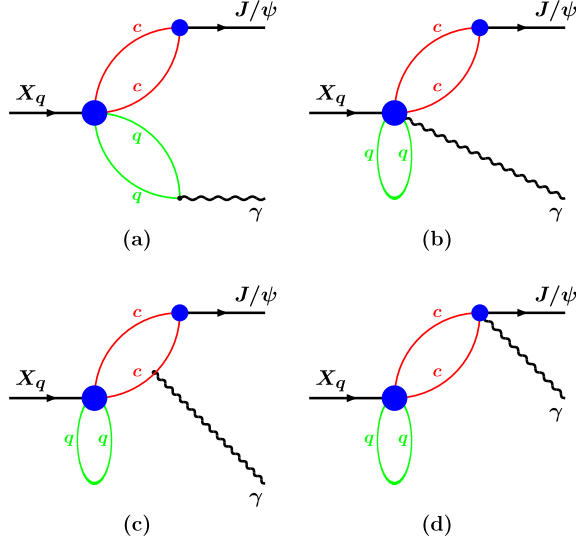 c J/ψ c J/ψ
X_q c X_q c
q q q
q
γ γ
(a) (b)
c J/ψ c J/ψ
X_q c X_q c
q q q q
γ γ
(c) (d)